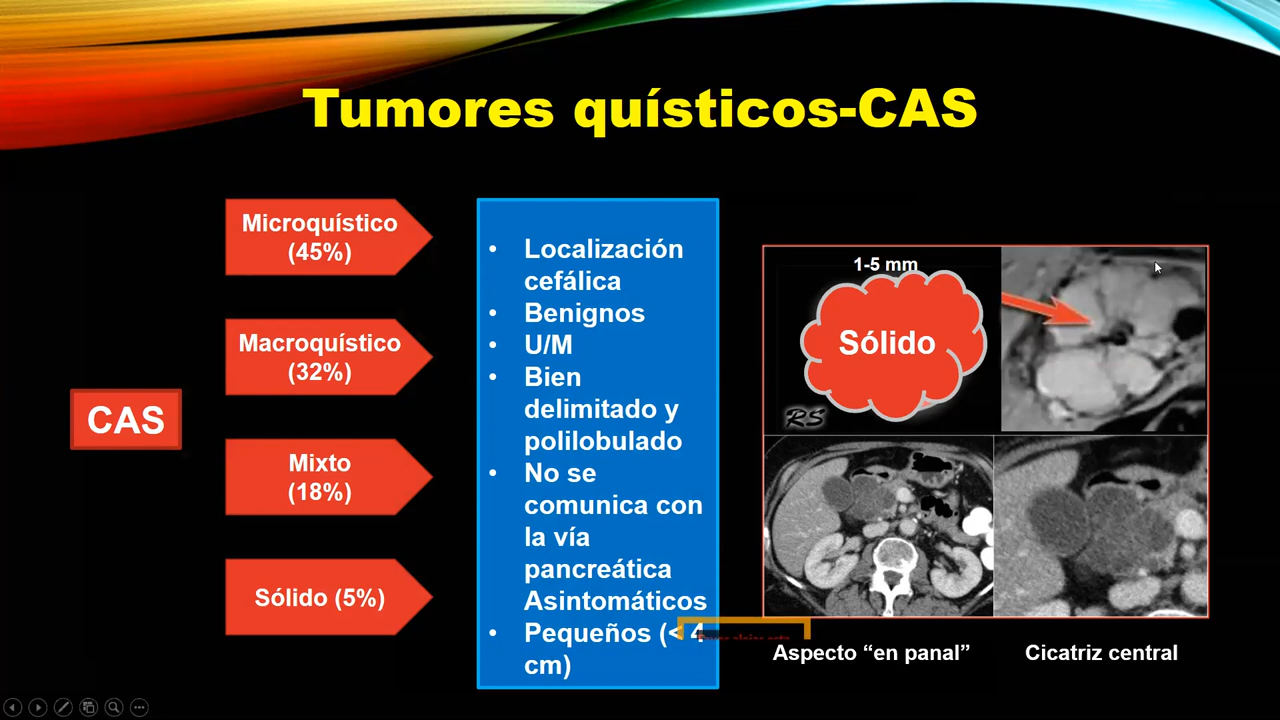 Tumores quísticos-CAS
CAS
Microquístico
(45%)
Macroquístico
(32%)
Mixto
(18%)
Sólido (5%)
• Localización
cefálica
• Benignos
• U/M
• Bien
delimitado y
polilobulado
• No se
comunica con
la vía
pancreática
Asintomáticos
• Pequeños (< 4
cm)
1-5 mm
Sólido
RS
Aspecto “en panal”
Cicatriz central